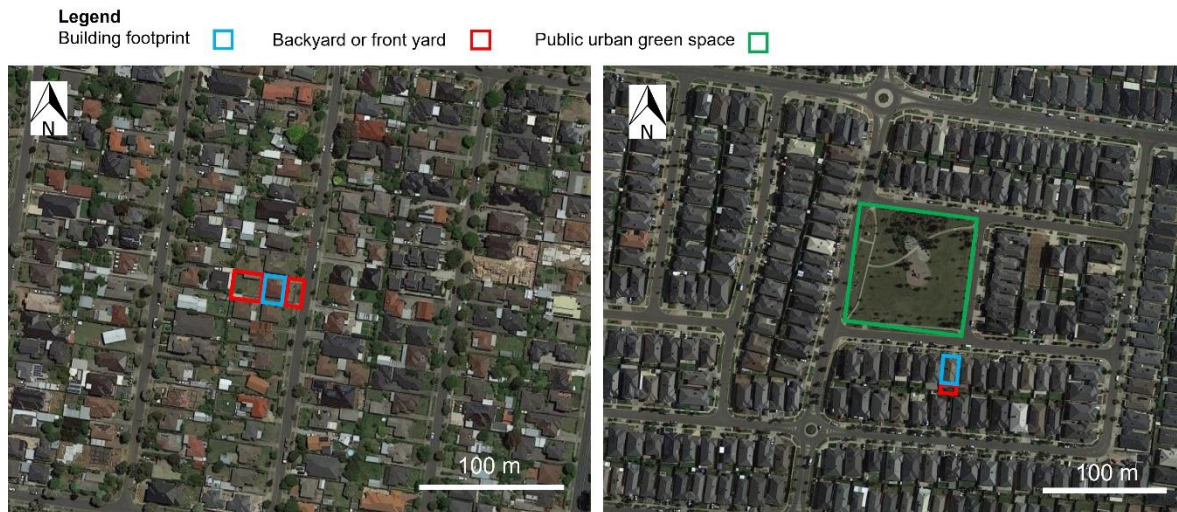 Legend
Building footprint Backyard or front yard Public urban green space
N
N
100 m
100 m